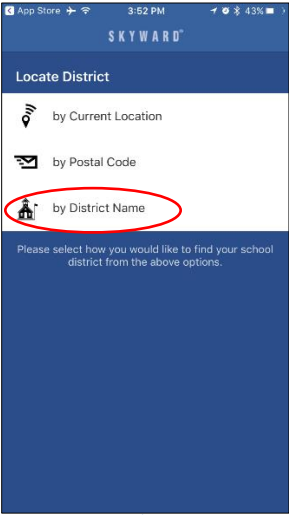 App Store 3:52 PM 43%
SKYWARD
Locate District
by Current Location
by Postal Code
by District Name
Please select how you would like to find your school
district from the above options.